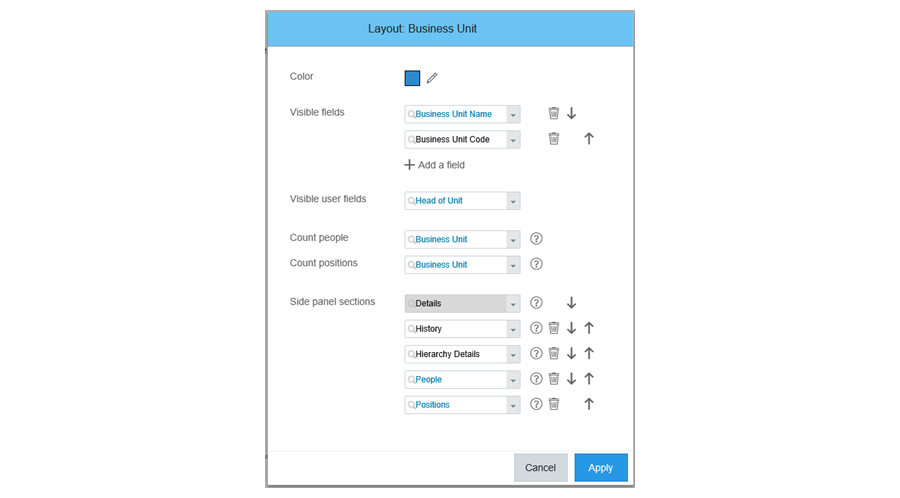 Layout: Business Unit
Color
Visible fields
Business Unit Name
Business Unit Code
Add a field
Visible user fields
Head of Unit
Count people
Business Unit
Count positions
Business Unit
Side panel sections
Details
History
Hierarchy Details
People
Positions
Cancel
Apply